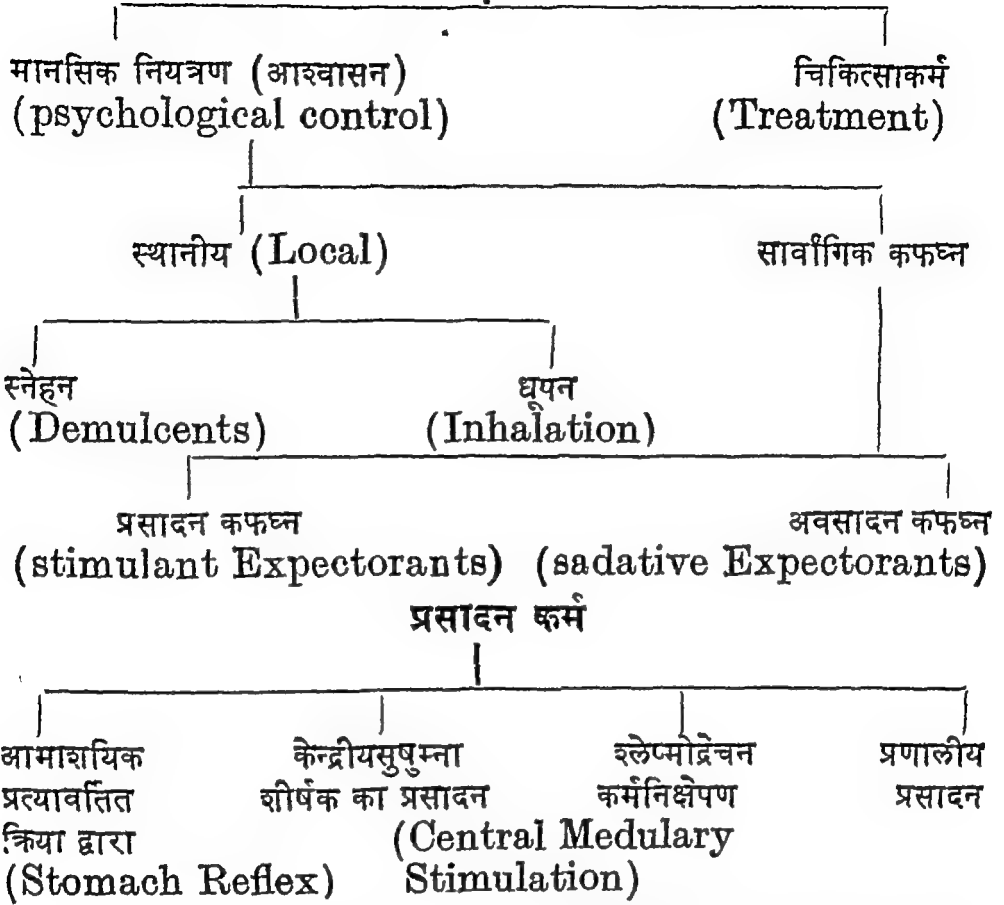 मानसिक नियत्रण (आश्वासन) चिकित्साकर्म
(psychological control) (Treatment)
स्थानीय (Local) सार्वांगिक कफघ्न
स्नेहन धूपन
(Demulcents) (Inhalation)
प्रसादन कफघ्न अवसादन कफघ्न
(stimulant Expectorants) (sadative Expectorants)
प्रसादन कर्म
आमाशयिक केन्द्रीयसुषुम्ना श्लेप्मोद्रेचन प्रणालीय
प्रत्यावर्तित शीर्षक का प्रसादन कर्मनिक्षेपण प्रसादन
क्रिया द्वारा (Central Medulary
(Stomach Reflex) Stimulation)